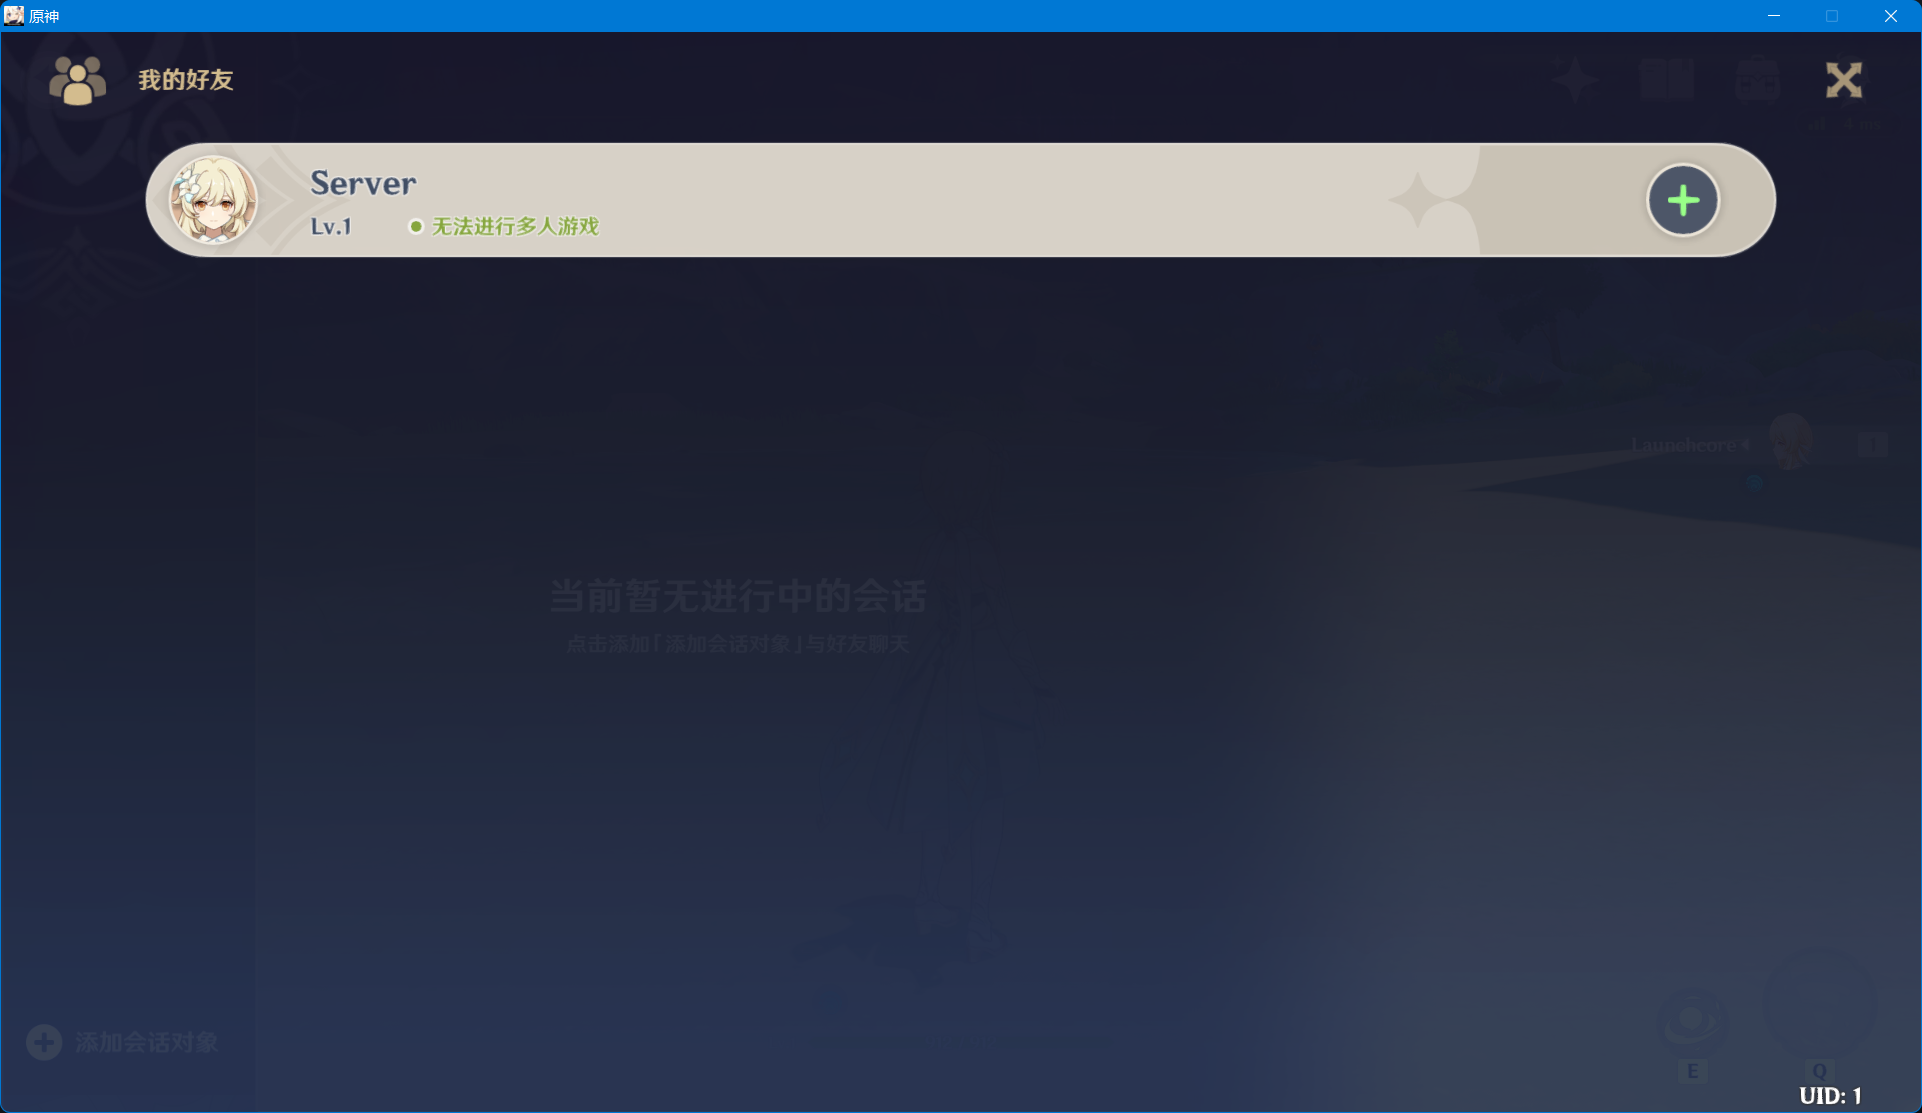 原神
我的好友
Server
Lv.1
无法进行多人游戏
Launchcore 4
当前暂无进行中的会话
点击添加「添加会话对象」与好友聊天
添加会话对象
E
Q
UID: 1